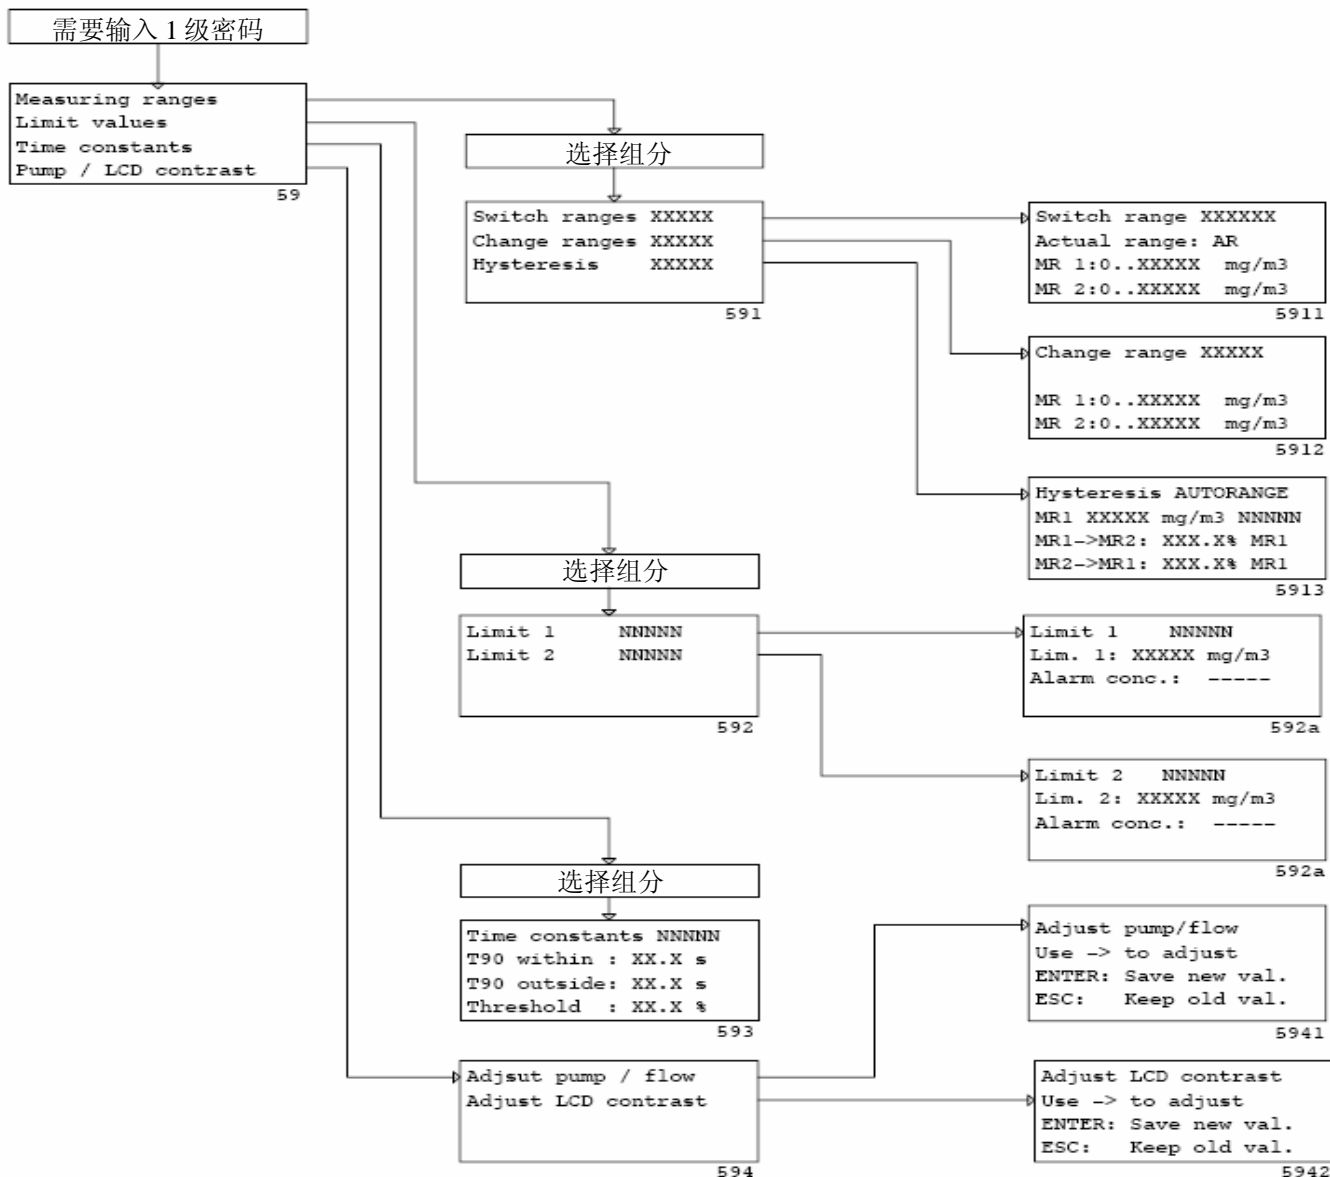 需要输入 1 级密码
Measuring ranges
Limit values
Time constants
Pump / LCD contrast
59
选择组分
Switch ranges XXXXX
Change ranges XXXXX
Hysteresis XXXXX
591
Switch range XXXXXX
Actual range: AR
MR 1:0..XXXXX mg/m3
MR 2:0..XXXXX mg/m3
5911
Change range XXXXX
MR 1:0..XXXXX mg/m3
MR 2:0..XXXXX mg/m3
5912
Hysteresis AUTORANGE
MR1 XXXXX mg/m3 NNNNN
MR1->MR2: XXX.X% MR1
MR2->MR1: XXX.X% MR1
5913
选择组分
Limit 1 NNNNN
Limit 2 NNNNN
592
Limit 1 NNNNN
Lim. 1: XXXXX mg/m3
Alarm conc.: -----
592a
Limit 2 NNNNN
Lim. 2: XXXXX mg/m3
Alarm conc.: -----
592a
选择组分
Time constants NNNNN
T90 within : XX.X s
T90 outside: XX.X s
Threshold : XX.X %
593
Adjsut pump / flow
Adjust LCD contrast
594
Adjust pump/flow
Use -> to adjust
ENTER: Save new val.
ESC: Keep old val.
5941
Adjust LCD contrast
Use -> to adjust
ENTER: Save new val.
ESC: Keep old val.
5942